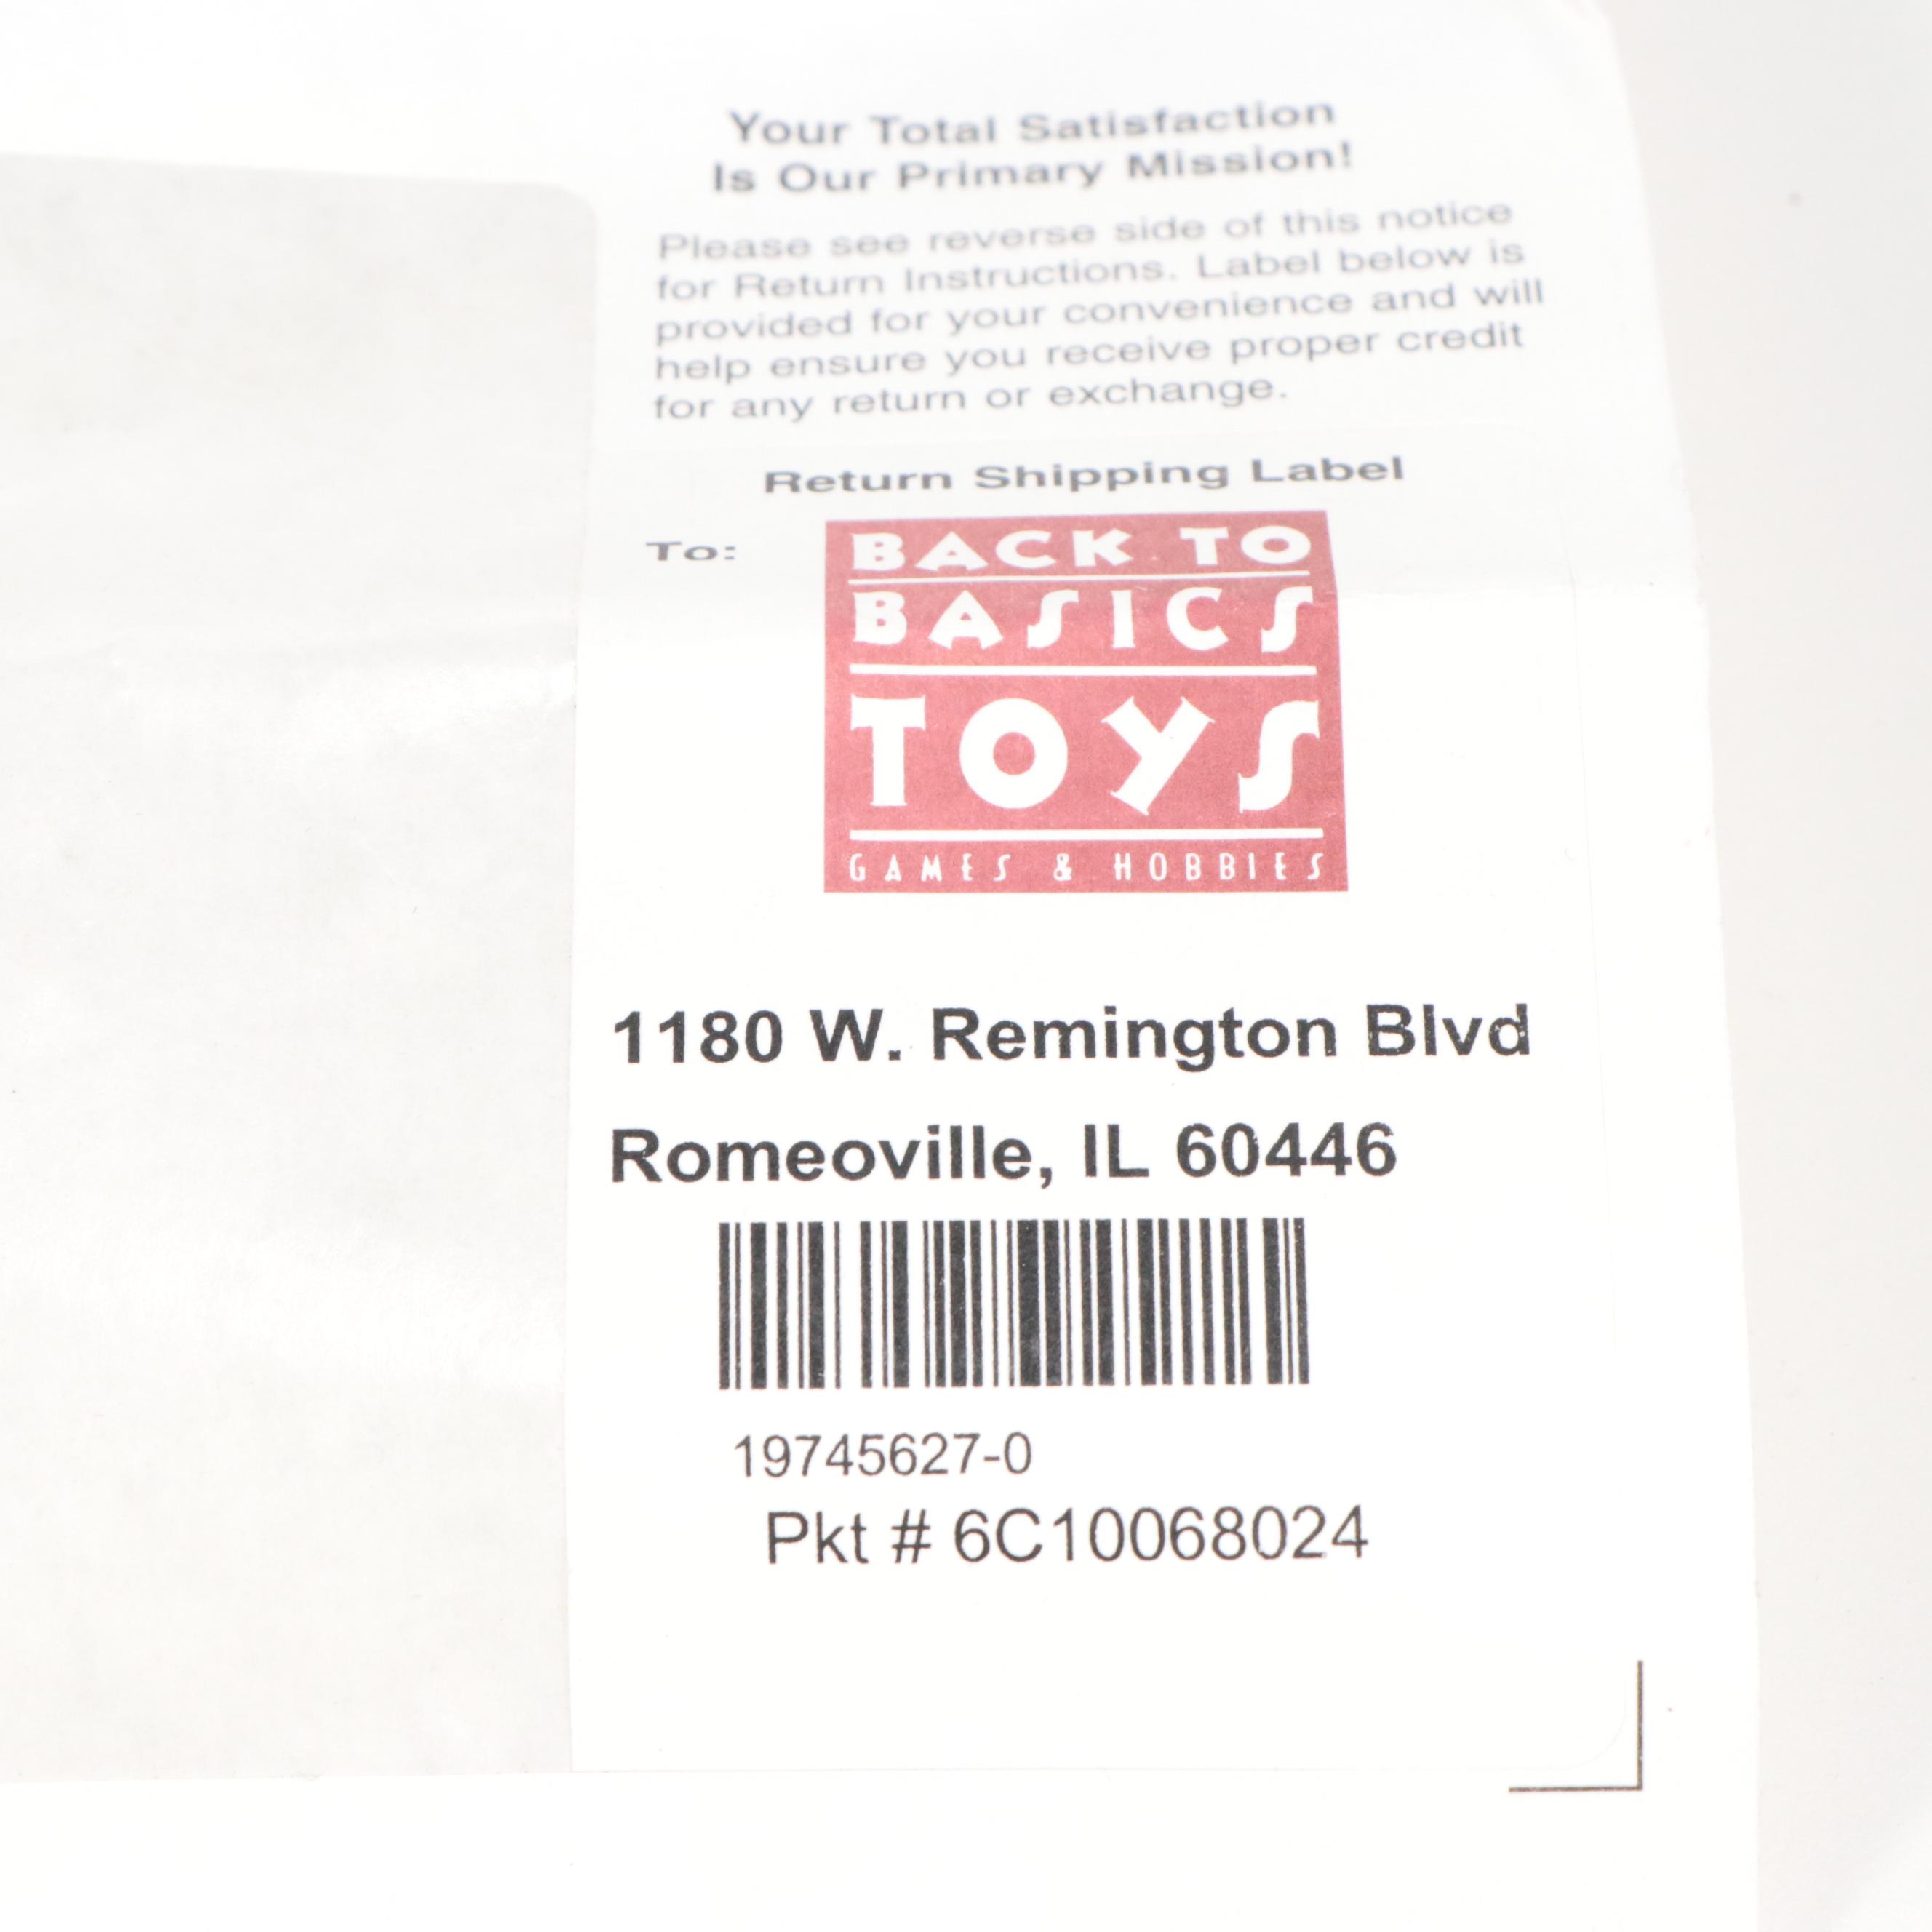 Your Total Satisfaction
Is Our Primary Mission!
Please see reverse side of this notice
for Return Instructions. Label below is
provided for your convenience and will
help ensure you receive proper credit
for any return or exchange.
Return Shipping Label
To:
BACK TO
BASICS
TOYS
GAMES & HOBBIES
1180 W. Remington Blvd
Romeoville, IL 60446
19745627-0
Pkt # 6C10068024